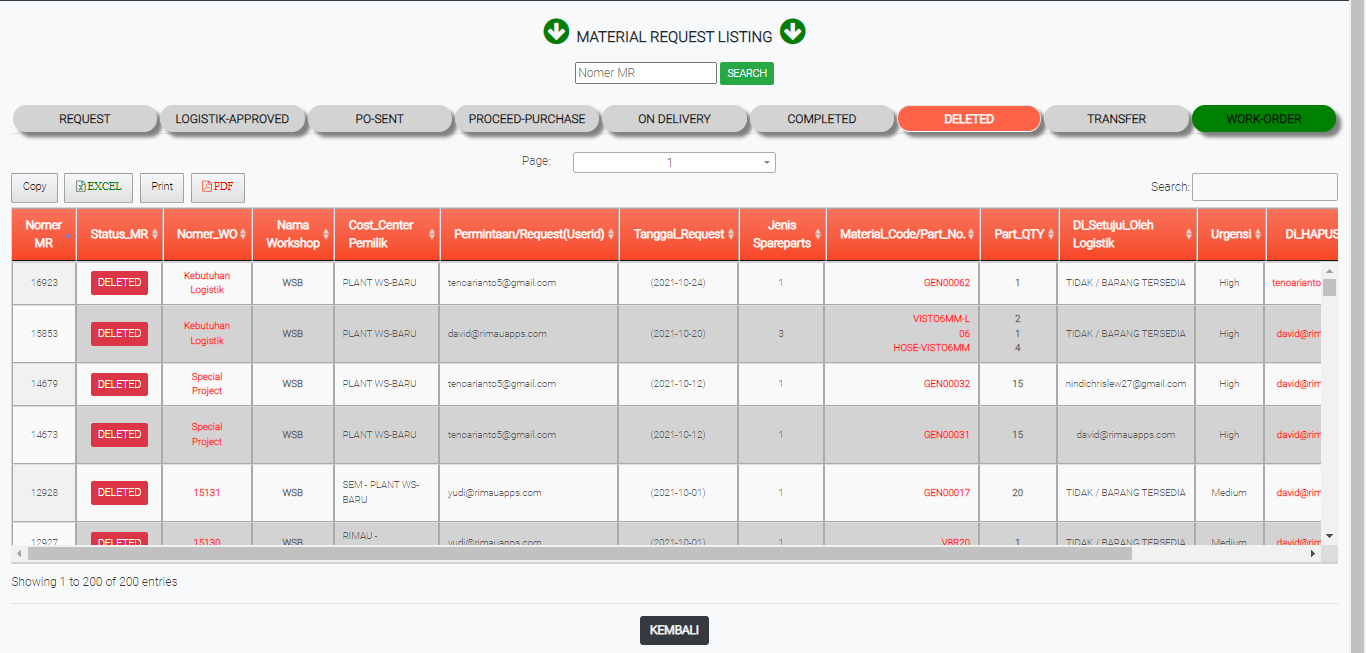 MATERIAL REQUEST LISTING
Nomer MR SEARCH
REQUEST LOGISTIK-APPROVED PO-SENT PROCEED-PURCHASE ON DELIVERY COMPLETED DELETED TRANSFER WORK-ORDER
Page: 1
Copy EXCEL Print PDF Search:
Nomer MR Status_MR Nomer_WO Nama Workshop Cost_Center Pemilik Permintaan/Request(Userid) Tanggal_Request Jenis Spareparts Material_Code/Part_No. Part_QTY Di_Setujui_Oleh Logistik Urgensi Di_HAPUS
16923 DELETED Kebutuhan Logistik WSB PLANT WS-BARU tenoarianto5@gmail.com (2021-10-24) 1 GEN00062 1 TIDAK / BARANG TERSEDIA High tenoarianto
15853 DELETED Kebutuhan Logistik WSB PLANT WS-BARU david@rimauapps.com (2021-10-20) 3 VISTO6MM-L 06 HOSE-VISTO6MM 2 1 4 TIDAK / BARANG TERSEDIA High david@rim
14679 DELETED Special Project WSB PLANT WS-BARU tenoarianto5@gmail.com (2021-10-12) 1 GEN00032 15 nindichrislew27@gmail.com High david@rim
14673 DELETED Special Project WSB PLANT WS-BARU tenoarianto5@gmail.com (2021-10-12) 1 GEN00031 15 david@rimauapps.com High david@rim
12928 DELETED 15131 WSB SEM - PLANT WS-BARU yudi@rimauapps.com (2021-10-01) 1 GEN00017 20 TIDAK / BARANG TERSEDIA Medium david@rim
12927 DELETED 15130 WSB RIMAU - yudi@rimauapps.com (2021-10-01) 1 V8R20 1 TIDAK / BARANG TERSEDIA Medium david@rim
Showing 1 to 200 of 200 entries
KEMBALI